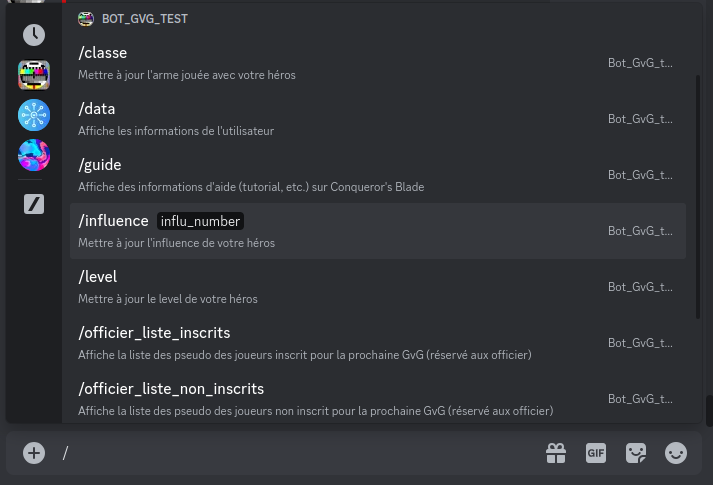 BOT_GVG_TEST
/classe
Mettre à jour l'arme jouée avec votre héros
Bot_GvG_t...
/data
Affiche les informations de l'utilisateur
Bot_GvG_t...
/guide
Affiche des informations d'aide (tutorial, etc.) sur Conqueror's Blade
Bot_GvG_t...
/influence influ_number
Mettre à jour l'influence de votre héros
Bot_GvG_t...
/level
Mettre à jour le level de votre héros
Bot_GvG_t...
/officier_liste_inscrits
Affiche la liste des pseudo des joueurs inscrit pour la prochaine GvG (réservé aux officier)
Bot_GvG_t...
/officier_liste_non_inscrits
Affiche la liste des pseudo des joueurs non inscrit pour la prochaine GvG (réservé aux officier)
Bot_GvG_t...
/
GIF